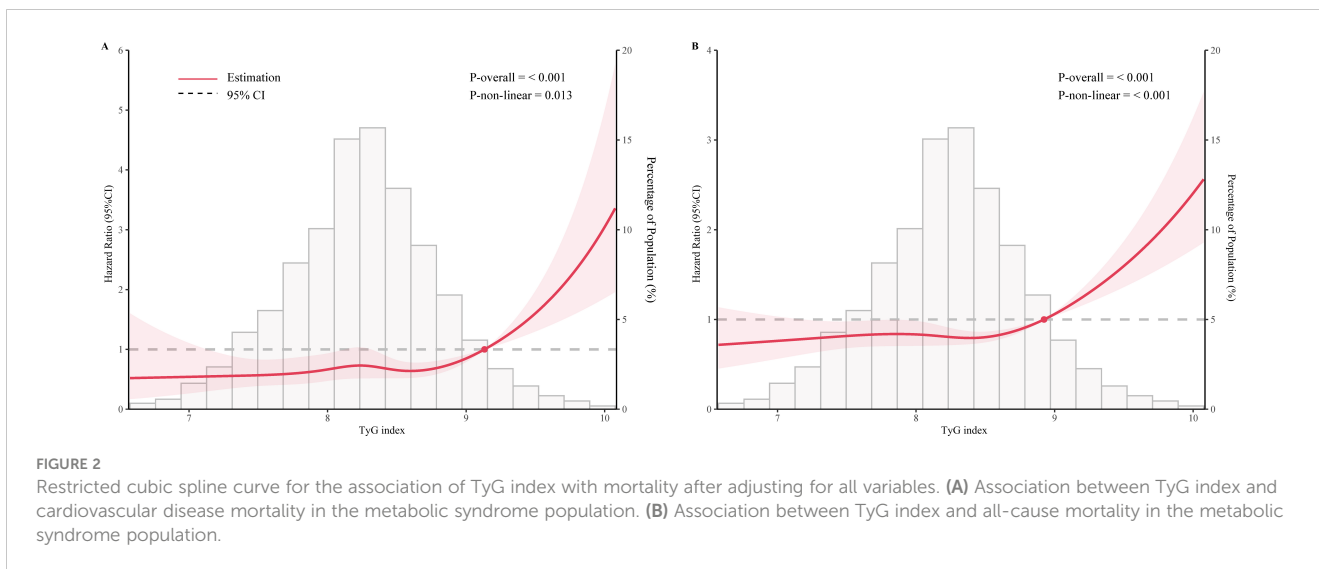 A
6
5
4
3
2
1
0
Hazard Ratio (95%CI)
Estimation
95% CI
P-overall = < 0.001
P-non-linear = 0.013
20
15
10
5
0
Percentage of Population (%)
7
8
9
10
TyG index
B
4
3
2
1
0
Hazard Ratio (95%CI)
P-overall = < 0.001
P-non-linear = < 0.001
20
15
10
5
0
Percentage of Population (%)
7
8
9
10
TyG index
FIGURE 2
Restricted cubic spline curve for the association of TyG index with mortality after adjusting for all variables. (A) Association between TyG index and
cardiovascular disease mortality in the metabolic syndrome population. (B) Association between TyG index and all-cause mortality in the metabolic
syndrome population.